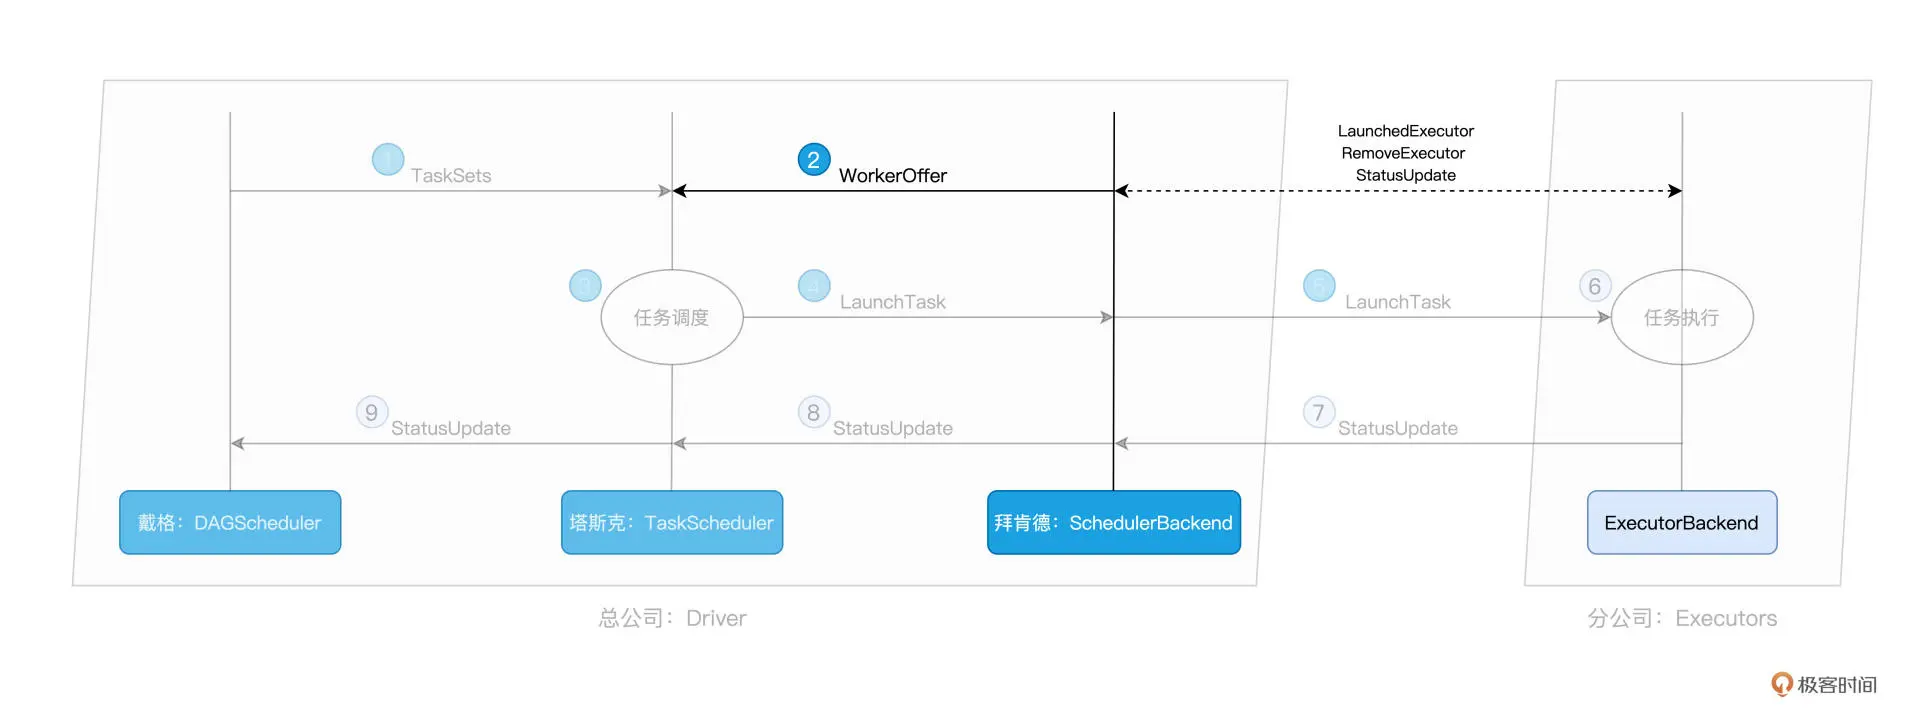 LaunchedExecutor
RemoveExecutor
StatusUpdate
1
TaskSets
2
WorkerOffer
3
任务调度
4
LaunchTask
5
LaunchTask
6
任务执行
9
StatusUpdate
8
StatusUpdate
7
StatusUpdate
戴格：DAGScheduler
塔斯克：TaskScheduler
拜肯德：SchedulerBackend
ExecutorBackend
总公司：Driver
分公司：Executors
极客时间